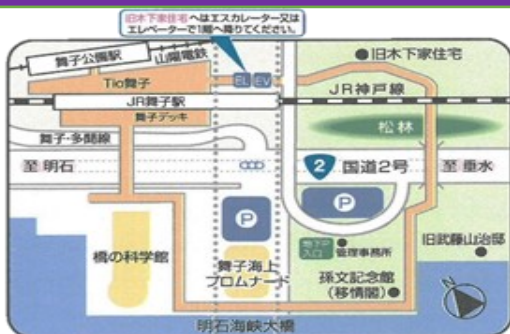 旧木下家住宅へはエスカレーター又は
エレベーターで1階へ降りてください。
舞子公園駅
山陽電鉄
旧木下家住宅
Tio舞子
EL EV
JR神戸線
JR舞子駅
舞子デッキ
松林
舞子・多聞線
至 明石
2
国道2号
至 垂水
P
P
地下P
入口
管理事務所
旧武藤山治邸
橋の科学館
舞子海上
プロムナード
孫文記念館
(移情閣)
明石海峡大橋